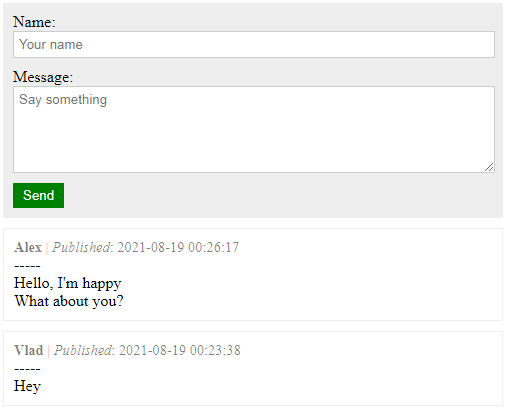 Name:
Your name
Message:
Say something
Send
Alex | Published: 2021-08-19 00:26:17
-----
Hello, I'm happy
What about you?
Vlad | Published: 2021-08-19 00:23:38
-----
Hey